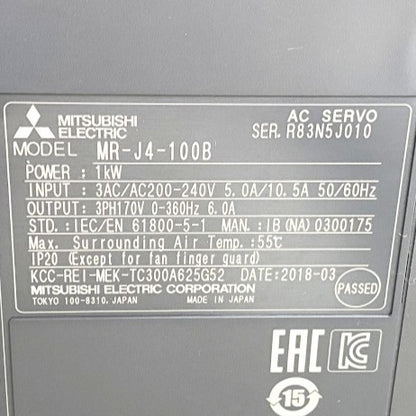 MITSUBISHI
ELECTRIC
AC SERVO
SER. R83N5J010
MODEL MR-J4-100B
POWER : 1kW
INPUT : 3AC/AC200-240V 5.0A/10.5A 50/60Hz
OUTPUT: 3PH170V 0-360Hz 6.0A
STD.: IEC/EN 61800-5-1 MAN.: IB(NA)0300175
Max. Surrounding Air Temp.:55℃
IP20 (Except for fan finger guard)
KCC-REI-MEK-TC300A625G52 DATE:2018-03
MITSUBISHI ELECTRIC CORPORATION
TOKYO 100-8310, JAPAN MADE IN JAPAN
PASSED
EAC
15